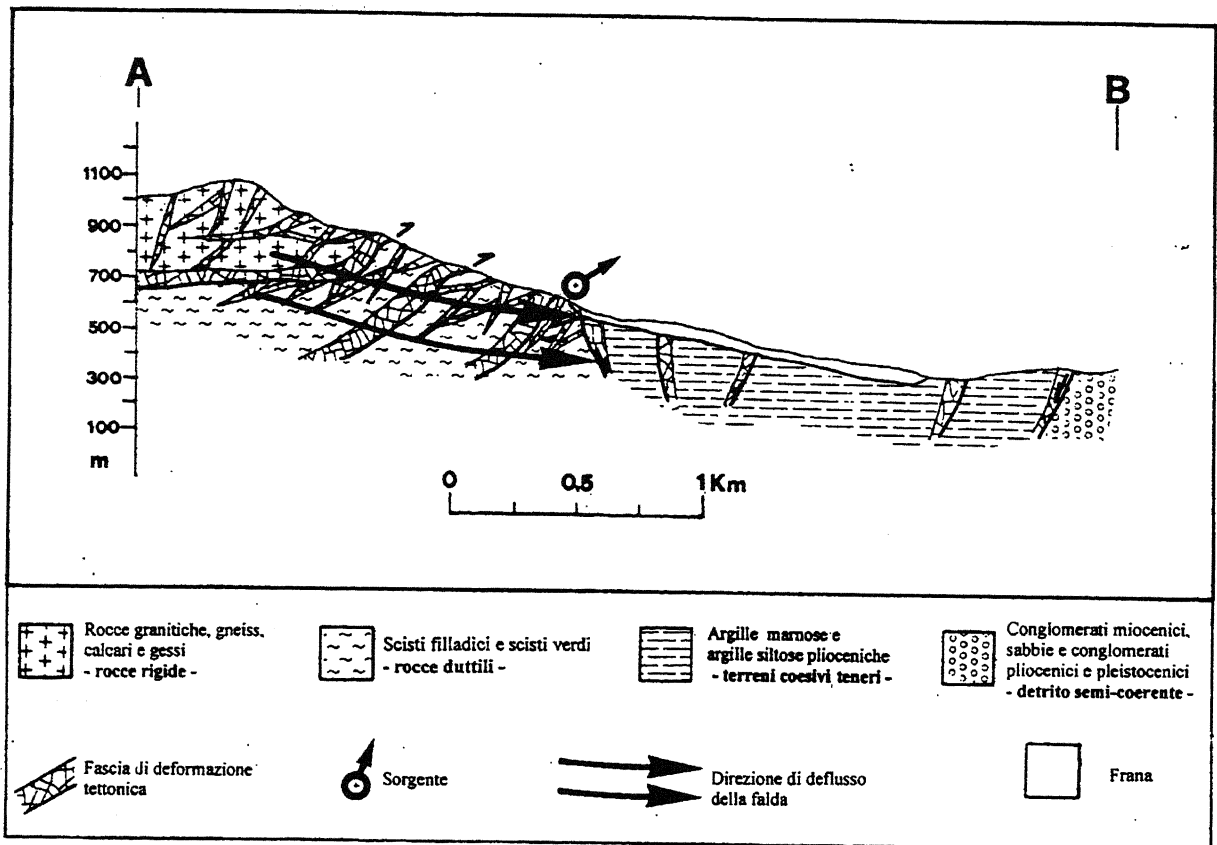 A
B
1100
900
700
500
300
100
m
0 0.5 1Km
Rocce granitiche, gneiss,
calcari e gessi
- rocce rigide -
Scisti filladici e scisti verdi
- rocce duttili -
Argille marnose e
argille siltose plioceniche
- terreni coesivi teneri -
Conglomerati miocenici,
sabbie e conglomerati
pliocenici e pleistocenici
- detrito semi-coerente -
Fascia di deformazione
tettonica
Sorgente
Direzione di deflusso
della falda
Frana